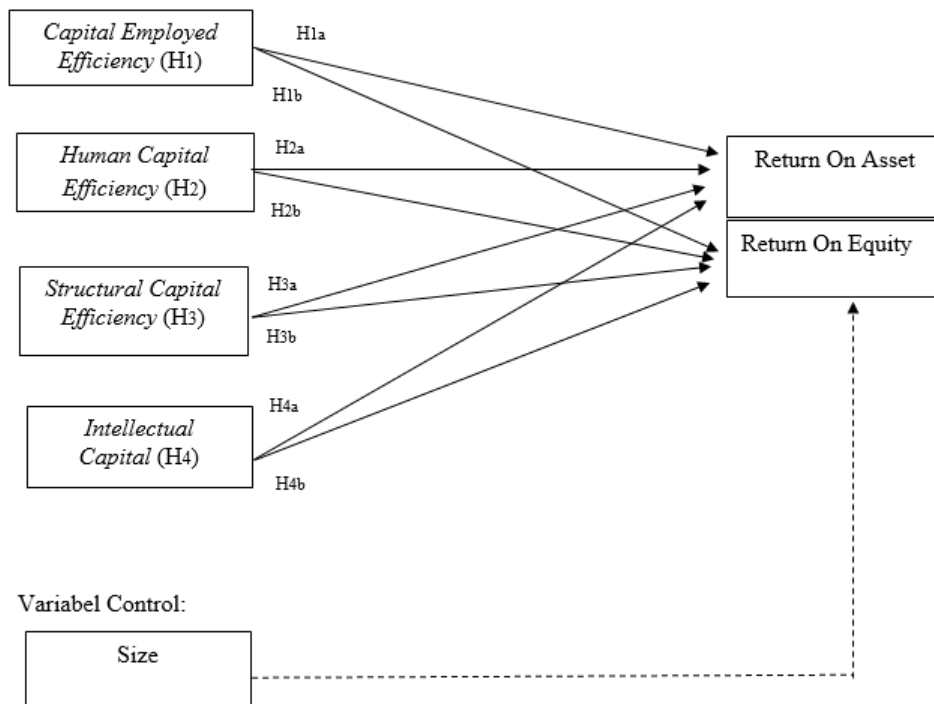 Capital Employed
Efficiency (H1)
H1a
H1b
Human Capital
Efficiency (H2)
H2a
H2b
Return On Asset
Return On Equity
Structural Capital
Efficiency (H3)
H3a
H3b
Intellectual
Capital (H4)
H4a
H4b
Variabel Control:
Size